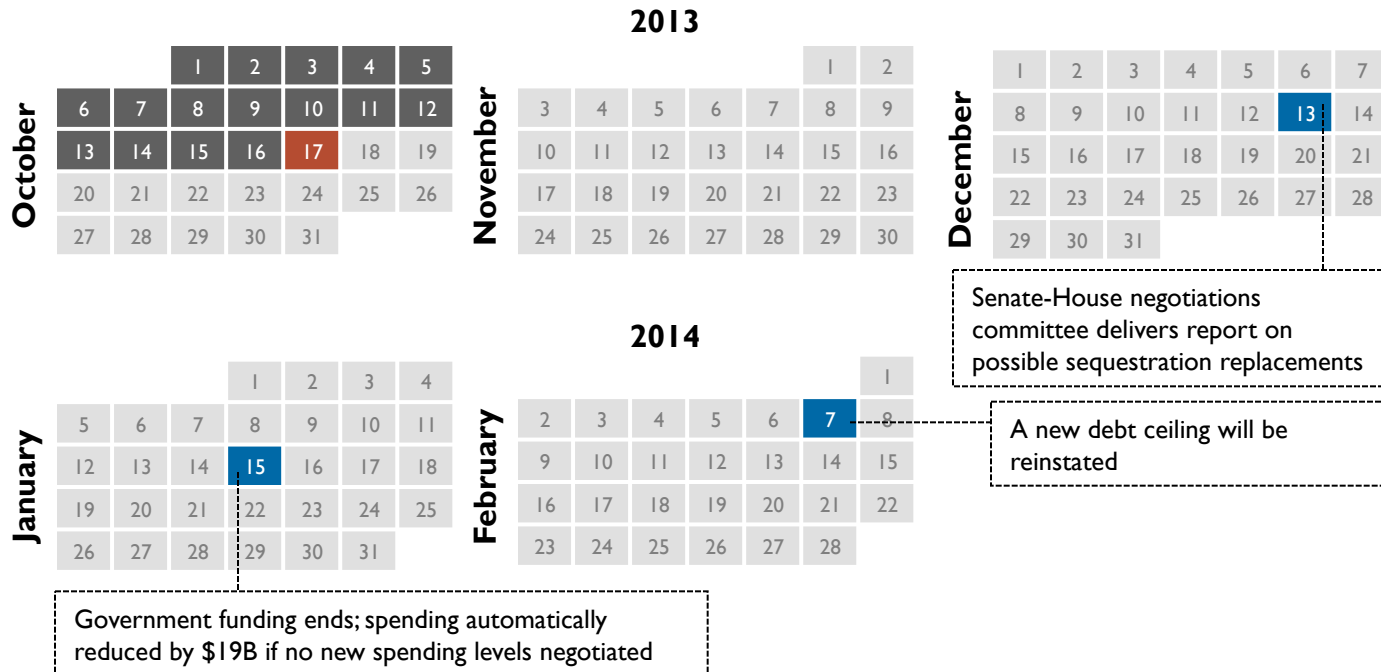 2013
October
1 2 3 4 5
6 7 8 9 10 11 12
13 14 15 16 17 18 19
20 21 22 23 24 25 26
27 28 29 30 31
November
1 2
3 4 5 6 7 8 9
10 11 12 13 14 15 16
17 18 19 20 21 22 23
24 25 26 27 28 29 30
December
1 2 3 4 5 6 7
8 9 10 11 12 13 14
15 16 17 18 19 20 21
22 23 24 25 26 27 28
29 30 31
Senate-House negotiations
committee delivers report on
possible sequestration replacements
2014
January
1 2 3 4
5 6 7 8 9 10 11
12 13 14 15 16 17 18
19 20 21 22 23 24 25
26 27 28 29 30 31
Government funding ends; spending automatically
reduced by $19B if no new spending levels negotiated
February
1
2 3 4 5 6 7 8
9 10 11 12 13 14 15
16 17 18 19 20 21 22
23 24 25 26 27 28
A new debt ceiling will be
reinstated